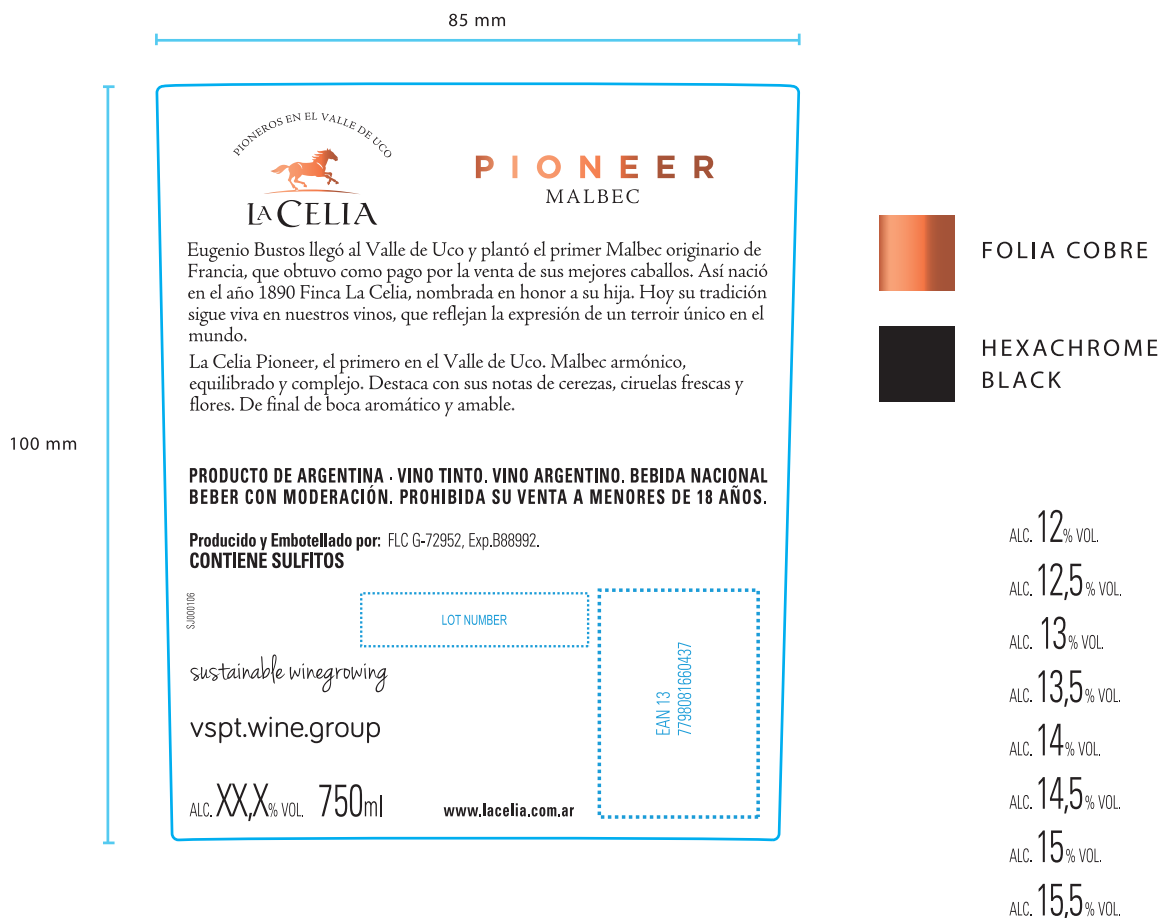 85 mm
100 mm
PIONEROS EN EL VALLE DE UCO
LA CELIA
PIONEER
MALBEC
Eugenio Bustos llegó al Valle de Uco y plantó el primer Malbec originario de
Francia, que obtuvo como pago por la venta de sus mejores caballos. Así nació
en el año 1890 Finca La Celia, nombrada en honor a su hija. Hoy su tradición
sigue viva en nuestros vinos, que reflejan la expresión de un terroir único en el
mundo.
La Celia Pioneer, el primero en el Valle de Uco. Malbec armónico,
equilibrado y complejo. Destaca con sus notas de cerezas, ciruelas frescas y
flores. De final de boca aromático y amable.
PRODUCTO DE ARGENTINA · VINO TINTO. VINO ARGENTINO. BEBIDA NACIONAL
BEBER CON MODERACIÓN. PROHIBIDA SU VENTA A MENORES DE 18 AÑOS.
Producido y Embotellado por: FLC G-72952, Exp.B88992.
CONTIENE SULFITOS
SJ000106
LOT NUMBER
sustainable winegrowing
vspt.wine.group
EAN 13
7798081660437
ALC. XX,X% VOL. 750ml
www.lacelia.com.ar
FOLIA COBRE
HEXACHROME
BLACK
ALC. 12% VOL.
ALC. 12,5% VOL.
ALC. 13% VOL.
ALC. 13,5% VOL.
ALC. 14% VOL.
ALC. 14,5% VOL.
ALC. 15% VOL.
ALC. 15,5% VOL.